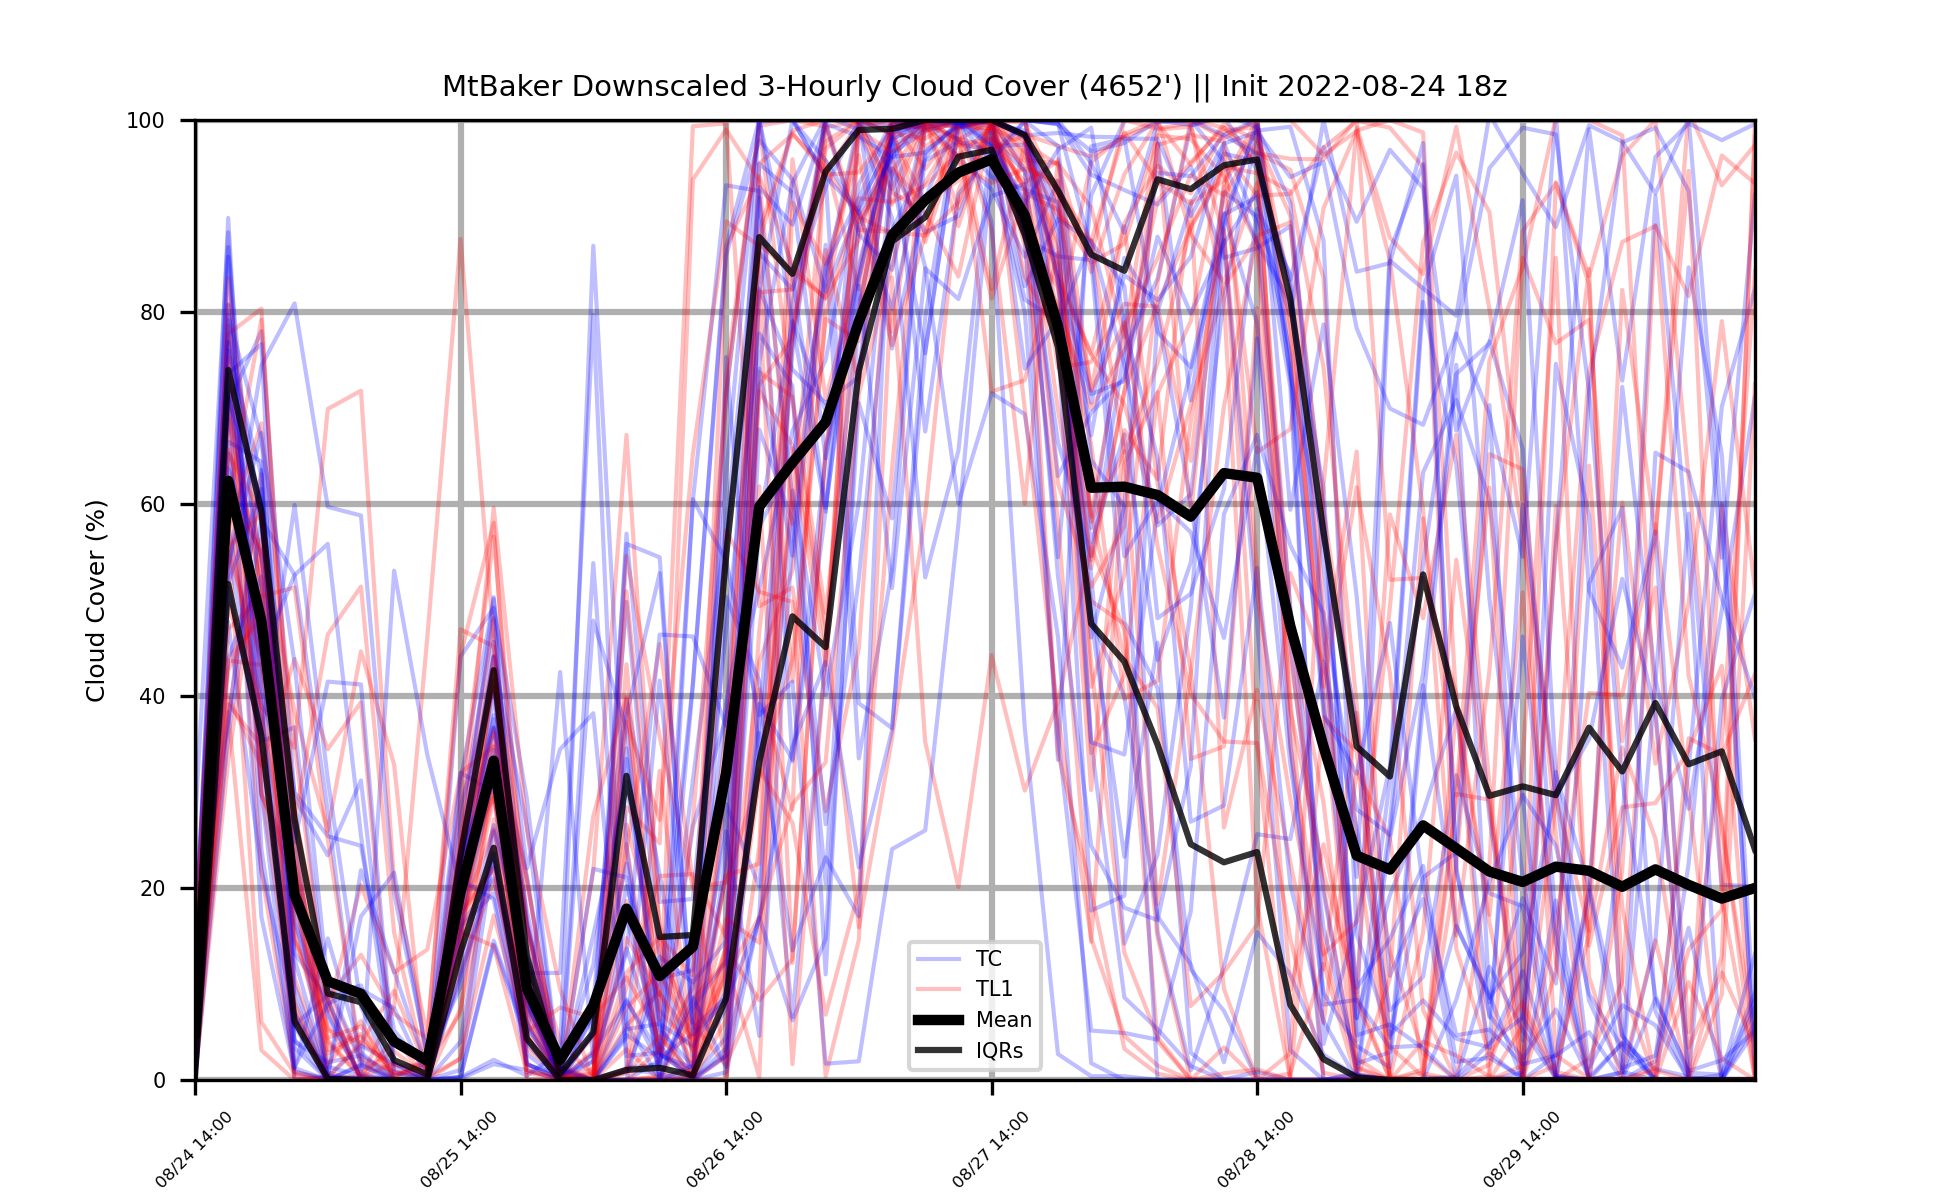 MtBaker Downscaled 3-Hourly Cloud Cover (4652') || Init 2022-08-24 18z
Cloud Cover (%)
100
80
60
40
20
0
TC
TL1
Mean
IQRs
08/24 14:00
08/25 14:00
08/26 14:00
08/27 14:00
08/28 14:00
08/29 14:00